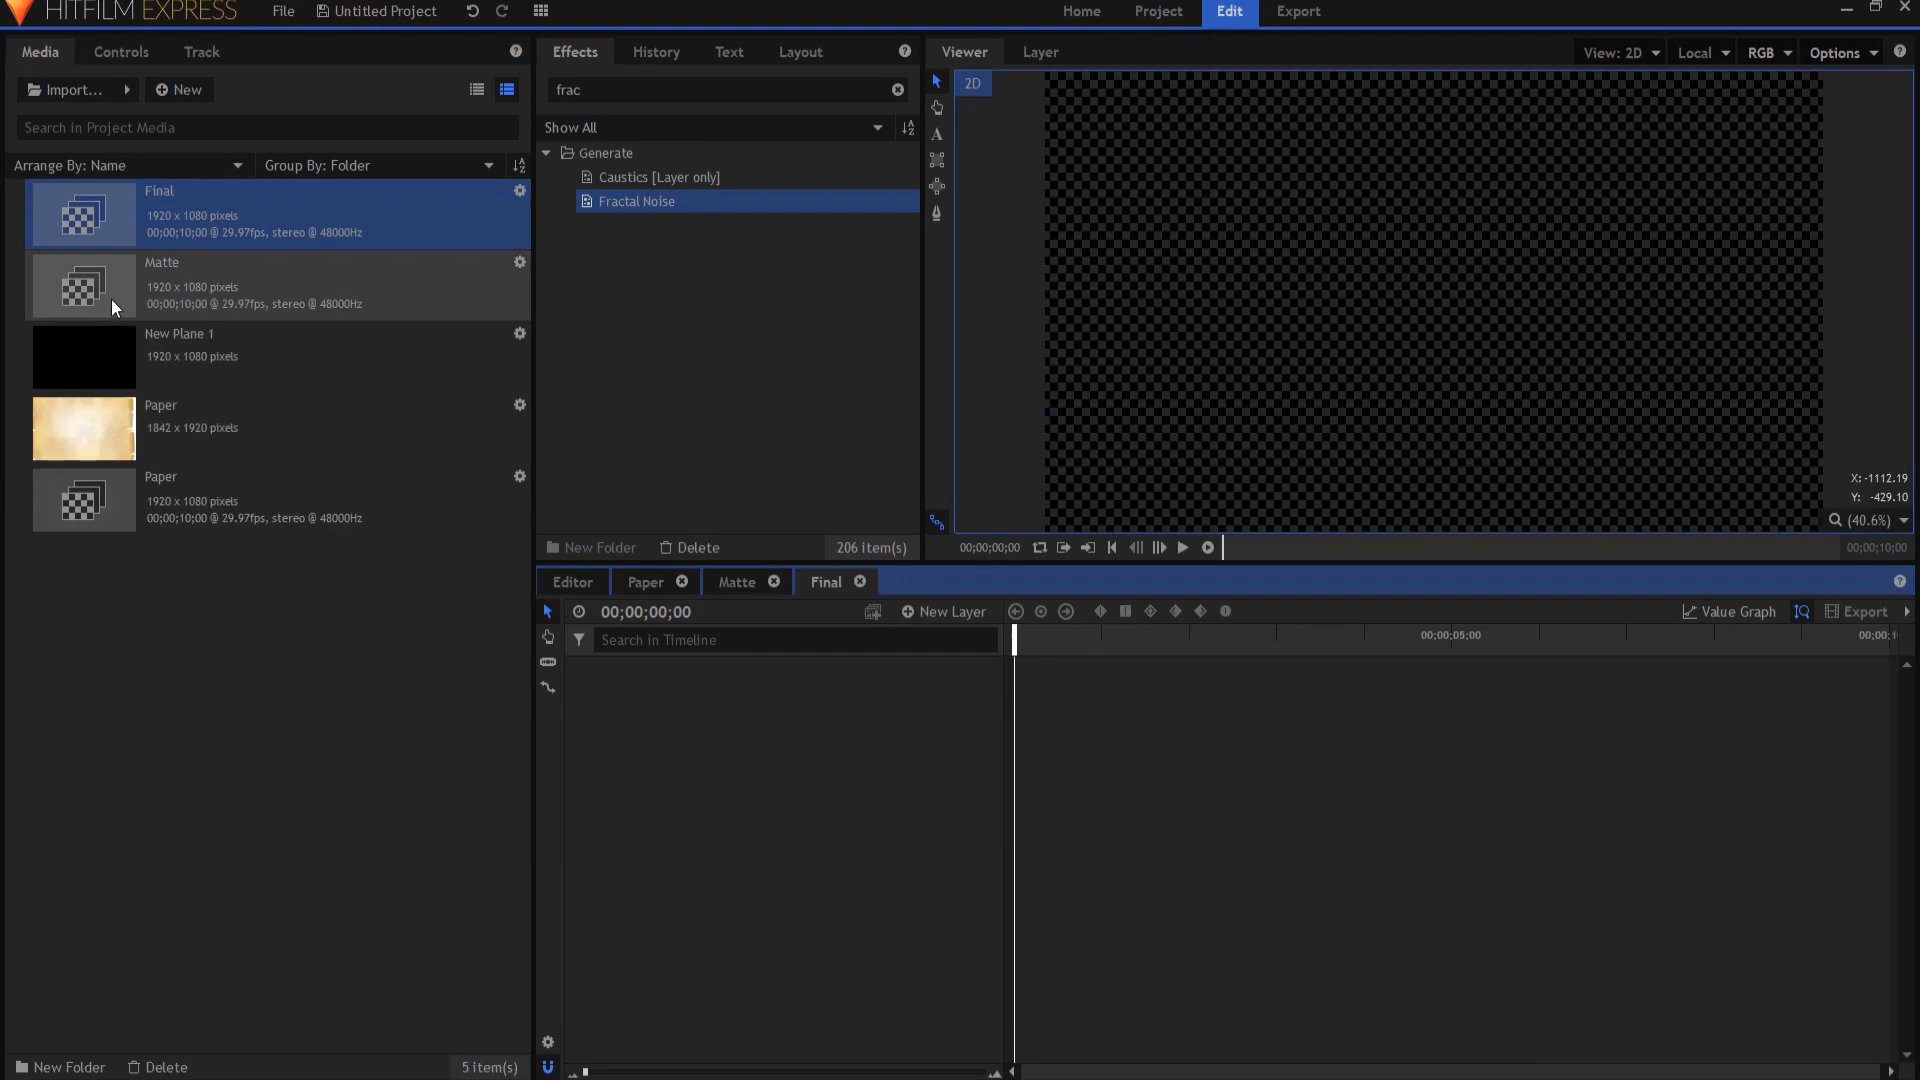 HITFILM EXPRESS File Untitled Project Home Project Edit Export
Media Controls Track
Import... New
Search in Project Media
Arrange By: Name Group By: Folder
Final
1920 x 1080 pixels
00;00;10;00 @ 29.97fps, stereo @ 48000Hz
Matte
1920 x 1080 pixels
00;00;10;00 @ 29.97fps, stereo @ 48000Hz
New Plane 1
1920 x 1080 pixels
Paper
1842 x 1920 pixels
Paper
1920 x 1080 pixels
00;00;10;00 @ 29.97fps, stereo @ 48000Hz
New Folder Delete 5 item(s)
Effects History Text Layout
frac
Show All
Generate
Caustics [Layer only]
Fractal Noise
New Folder Delete 206 item(s)
Viewer Layer View: 2D Local RGB Options
2D
X: -1112.19
Y: -429.10
(40.6%)
00;00;00;00 00;00;10;00
Editor Paper Matte Final
00;00;00;00 New Layer Value Graph Export
Search in Timeline 00;00;05;00 00;00;1